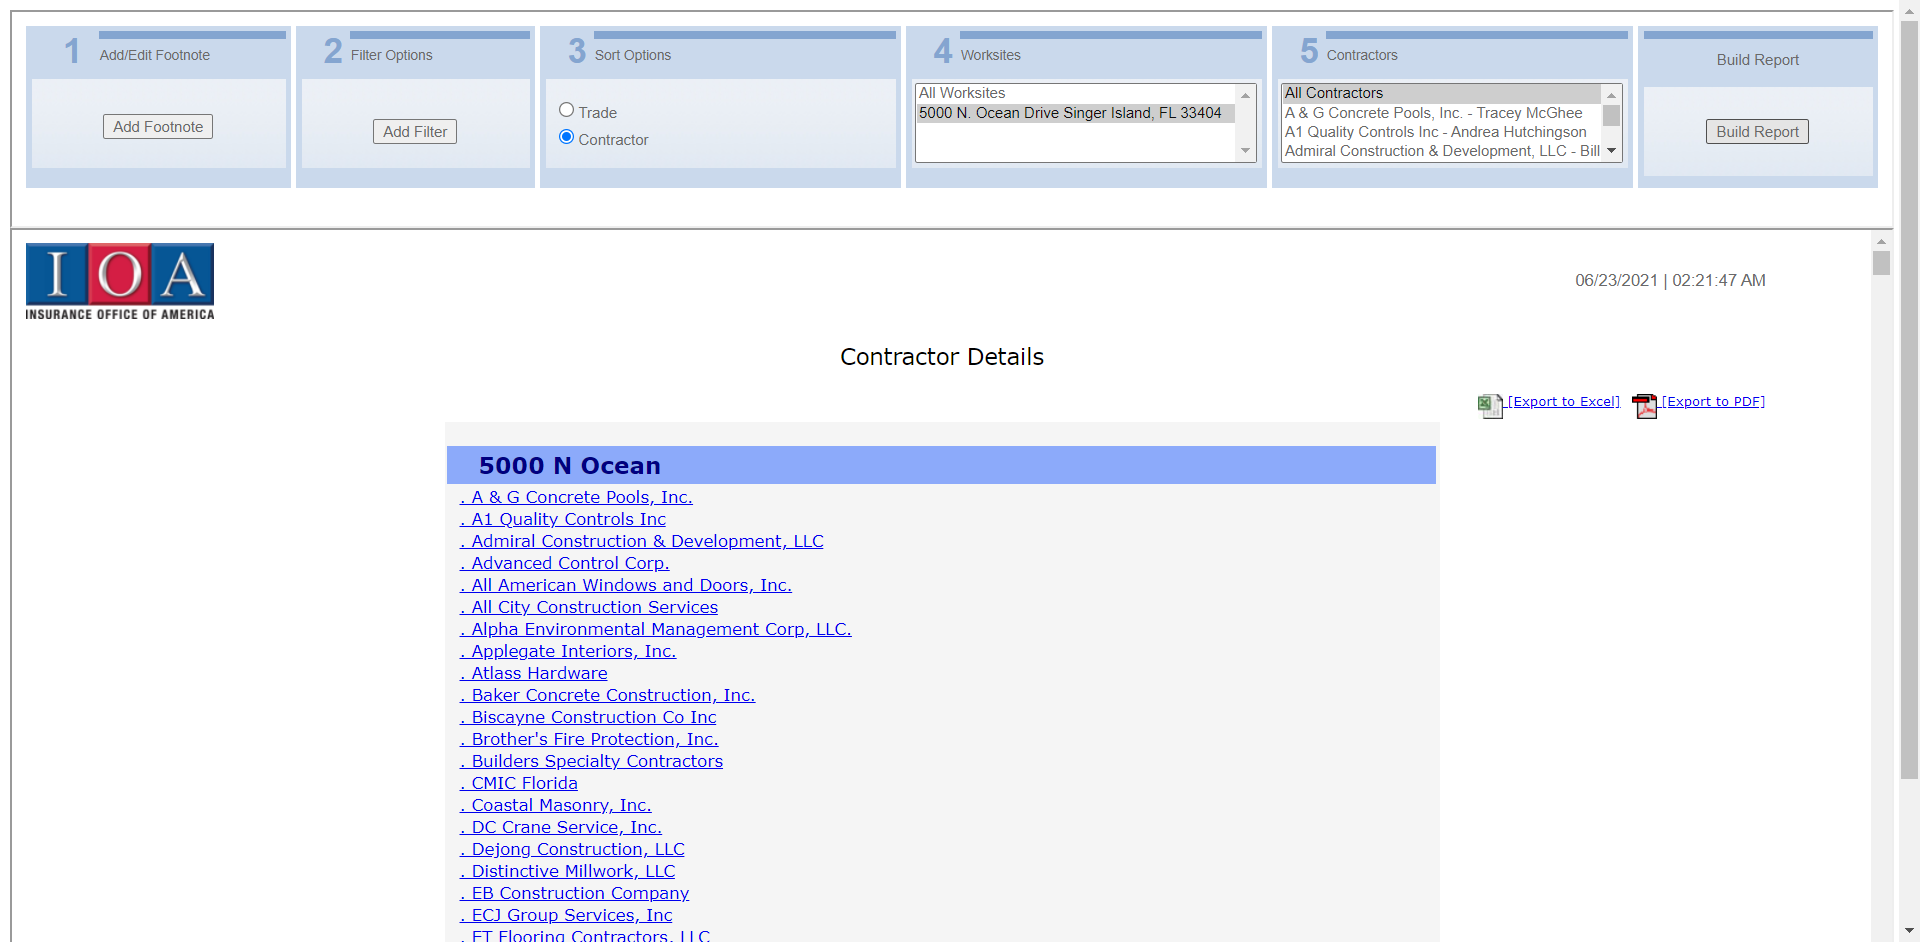 1 Add/Edit Footnote
Add Footnote
2 Filter Options
Add Filter
3 Sort Options
Trade
Contractor
4 Worksites
All Worksites
5000 N. Ocean Drive Singer Island, FL 33404
5 Contractors
All Contractors
A & G Concrete Pools, Inc. - Tracey McGhee
A1 Quality Controls Inc - Andrea Hutchingson
Admiral Construction & Development, LLC - Bill
Build Report
Build Report
IOA
INSURANCE OFFICE OF AMERICA
06/23/2021 | 02:21:47 AM
Contractor Details
[Export to Excel] [Export to PDF]
5000 N Ocean
. A & G Concrete Pools, Inc.
. A1 Quality Controls Inc
. Admiral Construction & Development, LLC
. Advanced Control Corp.
. All American Windows and Doors, Inc.
. All City Construction Services
. Alpha Environmental Management Corp, LLC.
. Applegate Interiors, Inc.
. Atlass Hardware
. Baker Concrete Construction, Inc.
. Biscayne Construction Co Inc
. Brother's Fire Protection, Inc.
. Builders Specialty Contractors
. CMIC Florida
. Coastal Masonry, Inc.
. DC Crane Service, Inc.
. Dejong Construction, LLC
. Distinctive Millwork, LLC
. EB Construction Company
. ECJ Group Services, Inc
. ET Flooring Contractors, LLC